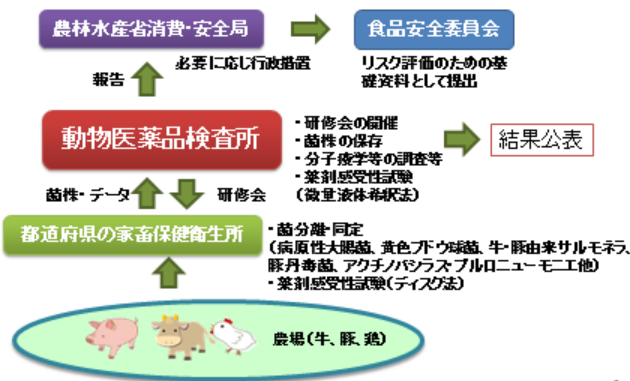 農林水産省消費・安全局
食品安全委員会
必要に応じ行政措置
リスク評価のための基
礎資料として提出
報告
動物医薬品検査所
・研修会の開催
・菌株の保存
・分子疫学等の調査等
・薬剤感受性試験
(微量液体希釈法)
結果公表
菌株・データ
研修会
都道府県の家畜保健衛生所
・菌分離・同定
(病原性大腸菌、黄色ブドウ球菌、牛・豚由来サルモネラ、
豚丹毒菌、アクチノバシラス・プルロニューモニエ他)
・薬剤感受性試験(ディスク法)
農場(牛、豚、鶏)